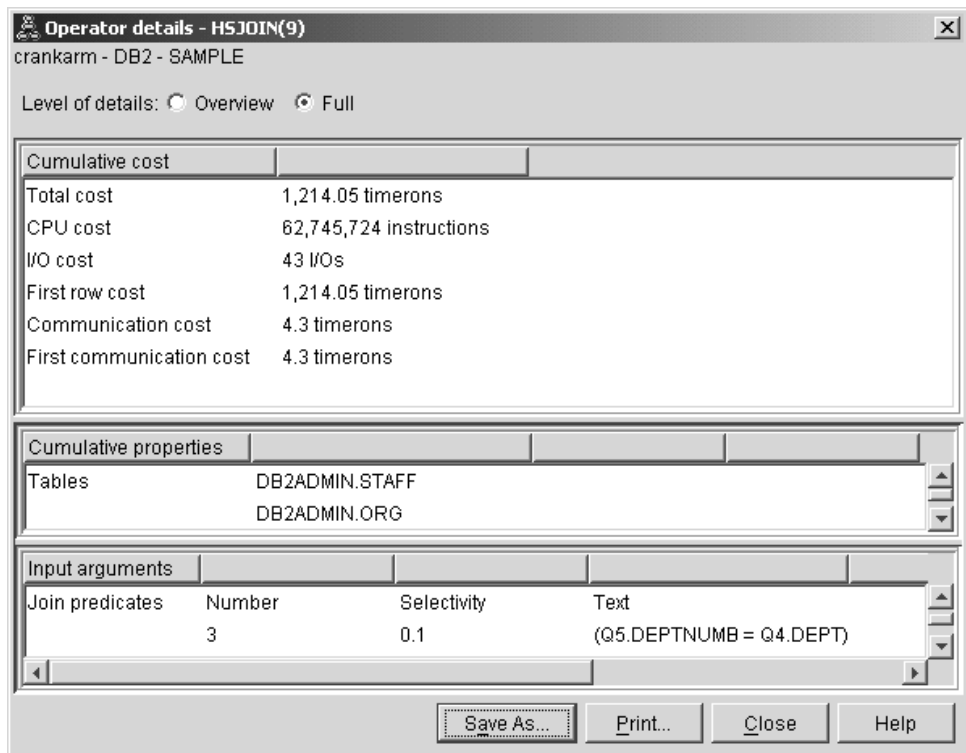 Operator details - HSJOIN(9)
crankarm - DB2 - SAMPLE
Level of details: Overview Full
Cumulative cost
Total cost 1,214.05 timerons
CPU cost 62,745,724 instructions
I/O cost 43 I/Os
First row cost 1,214.05 timerons
Communication cost 4.3 timerons
First communication cost 4.3 timerons
Cumulative properties
Tables DB2ADMIN.STAFF
DB2ADMIN.ORG
Input arguments
Join predicates Number Selectivity Text
3 0.1 (Q5.DEPTNUMB = Q4.DEPT)
Save As... Print... Close Help